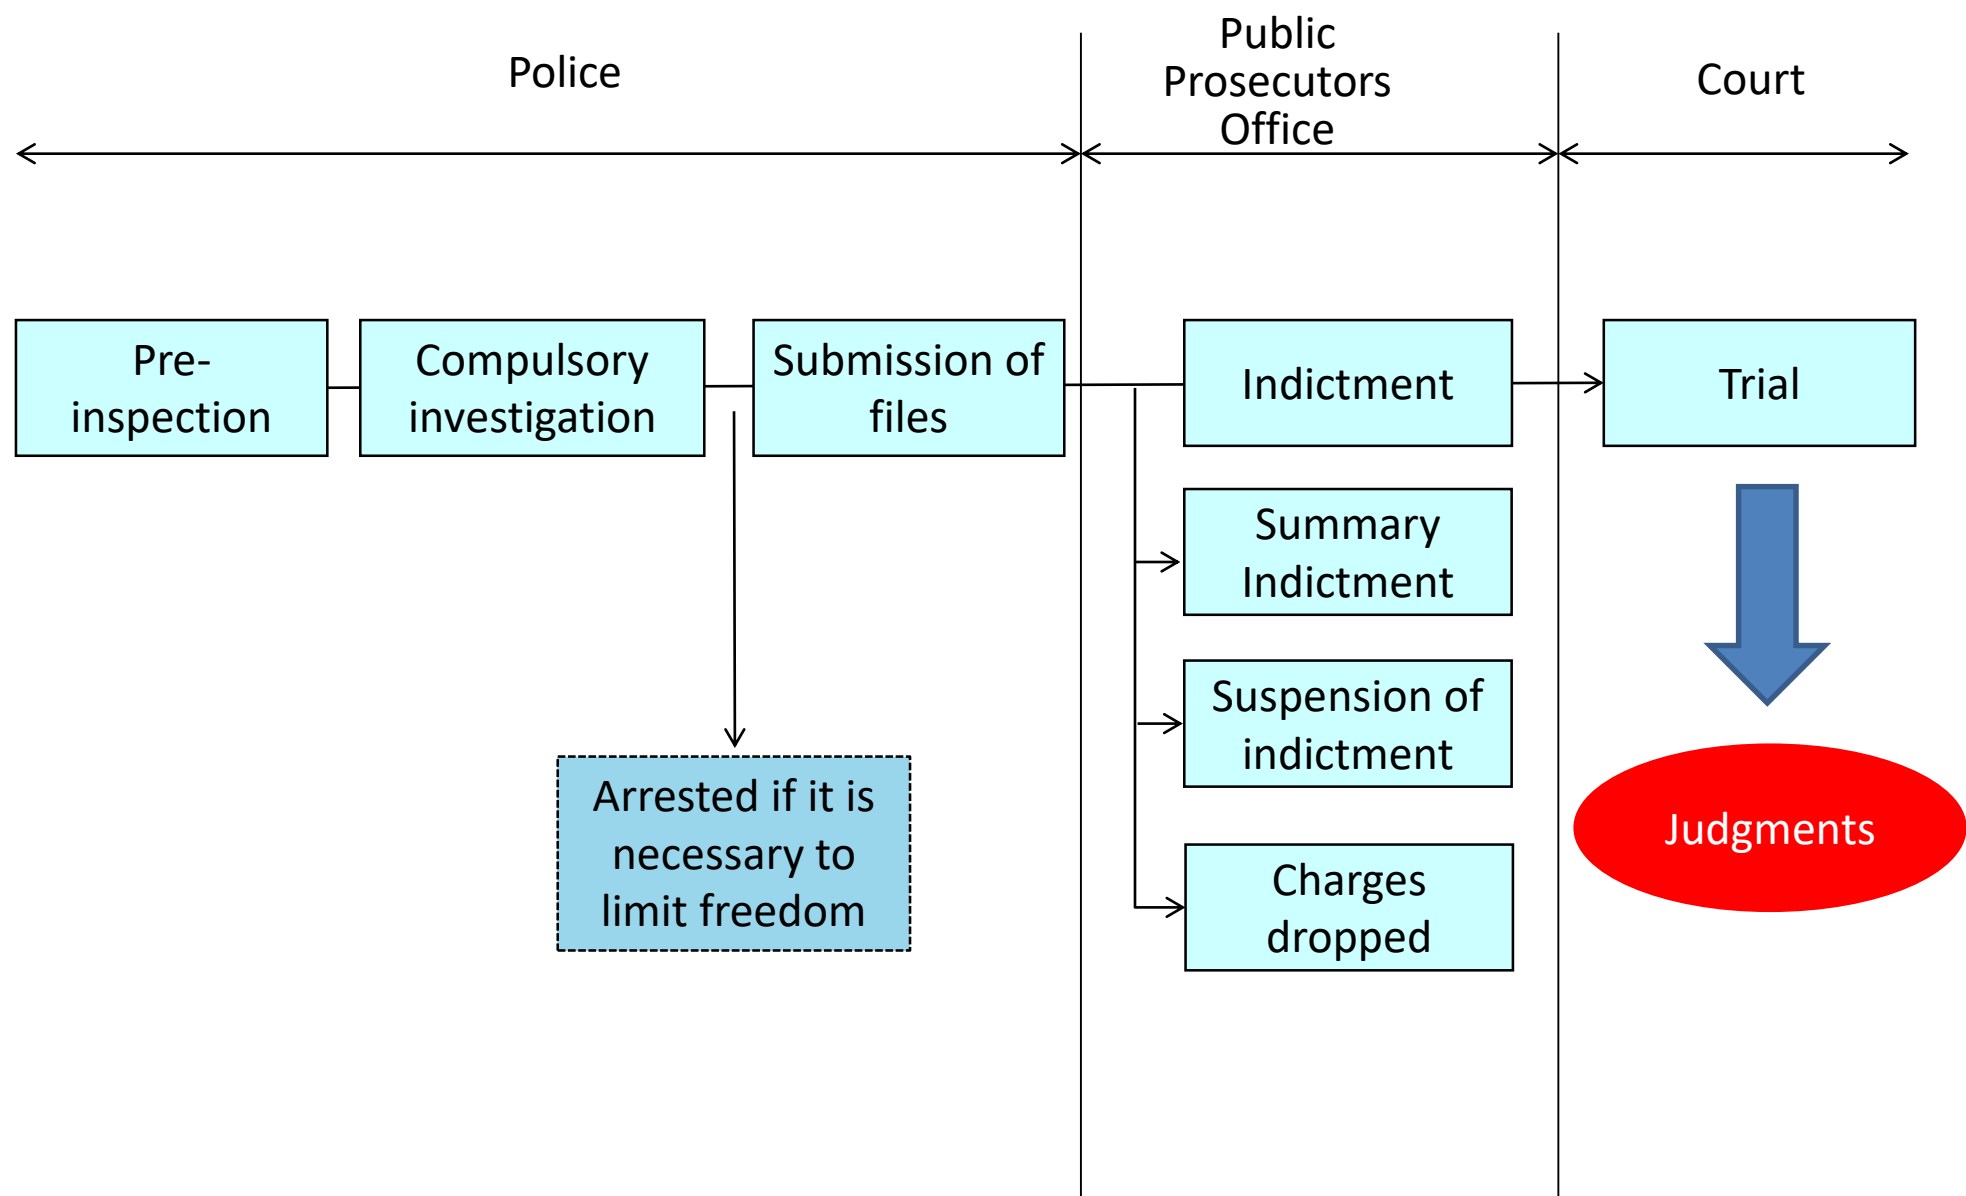 Police
Public
Prosecutors
Office
Court
Pre-
inspection
Compulsory
investigation
Submission of
files
Indictment
Trial
Summary
Indictment
Suspension of
indictment
Arrested if it is
necessary to
limit freedom
Charges
dropped
Judgments